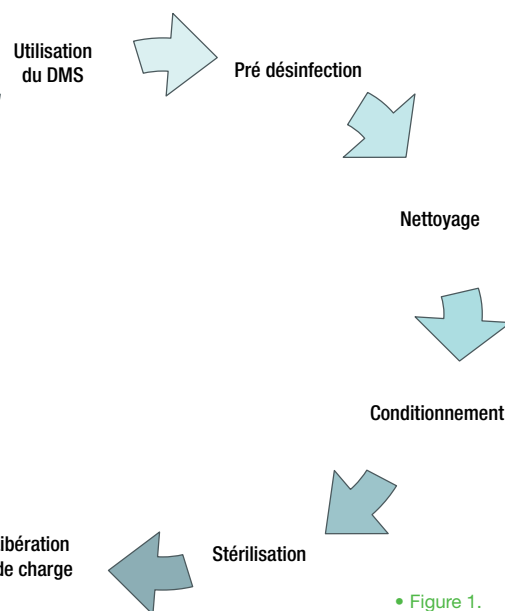 Utilisation
du DMS
Pré désinfection
Nettoyage
Conditionnement
Stérilisation
ibération
de charge
• Figure 1.